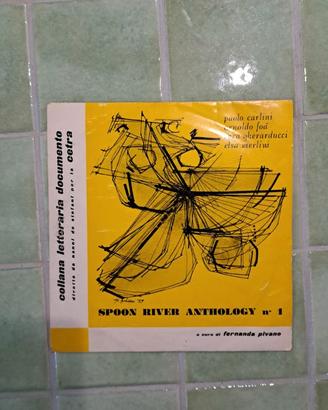 paolo carlini
arnoldo foà
vera gherarducci
elsa merlini
collana letteraria documento
diretta da nanni de stefani per la cetra
SPOON RIVER ANTHOLOGY n° 1
a cura di fernanda pivano